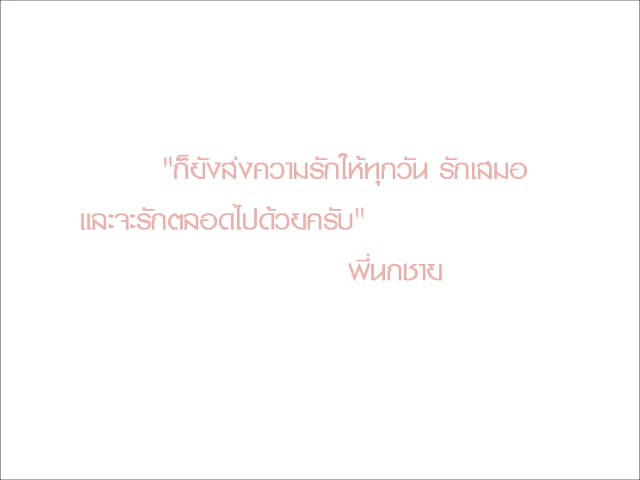 "ก็ยังส่งความรักให้ทุกวัน รักเสมอ
และจะรักตลอดไปด้วยครับ"
พี่นกชาย